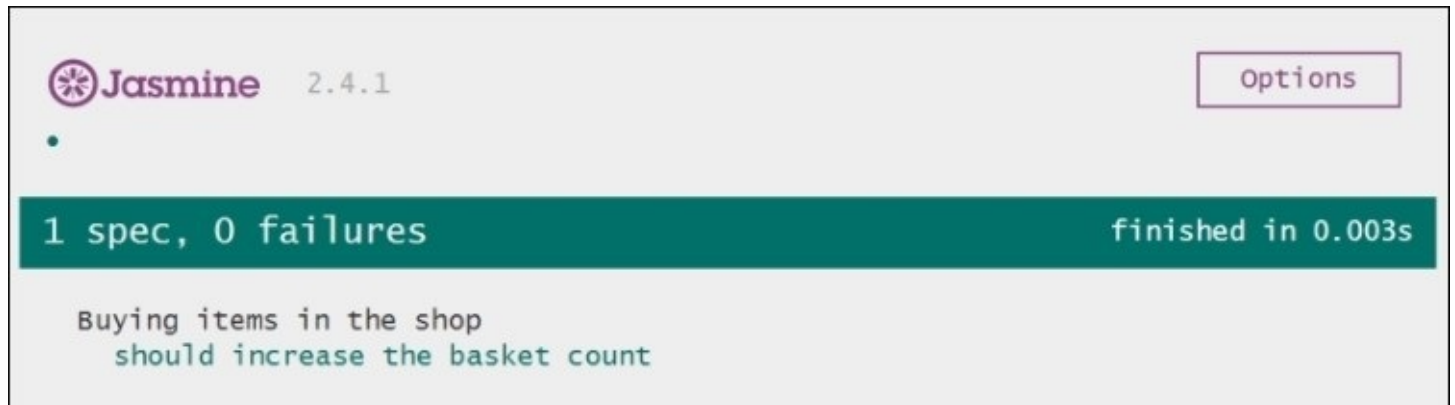 Jasmine 2.4.1 Options
1 spec, 0 failures finished in 0.003s
Buying items in the shop
should increase the basket count